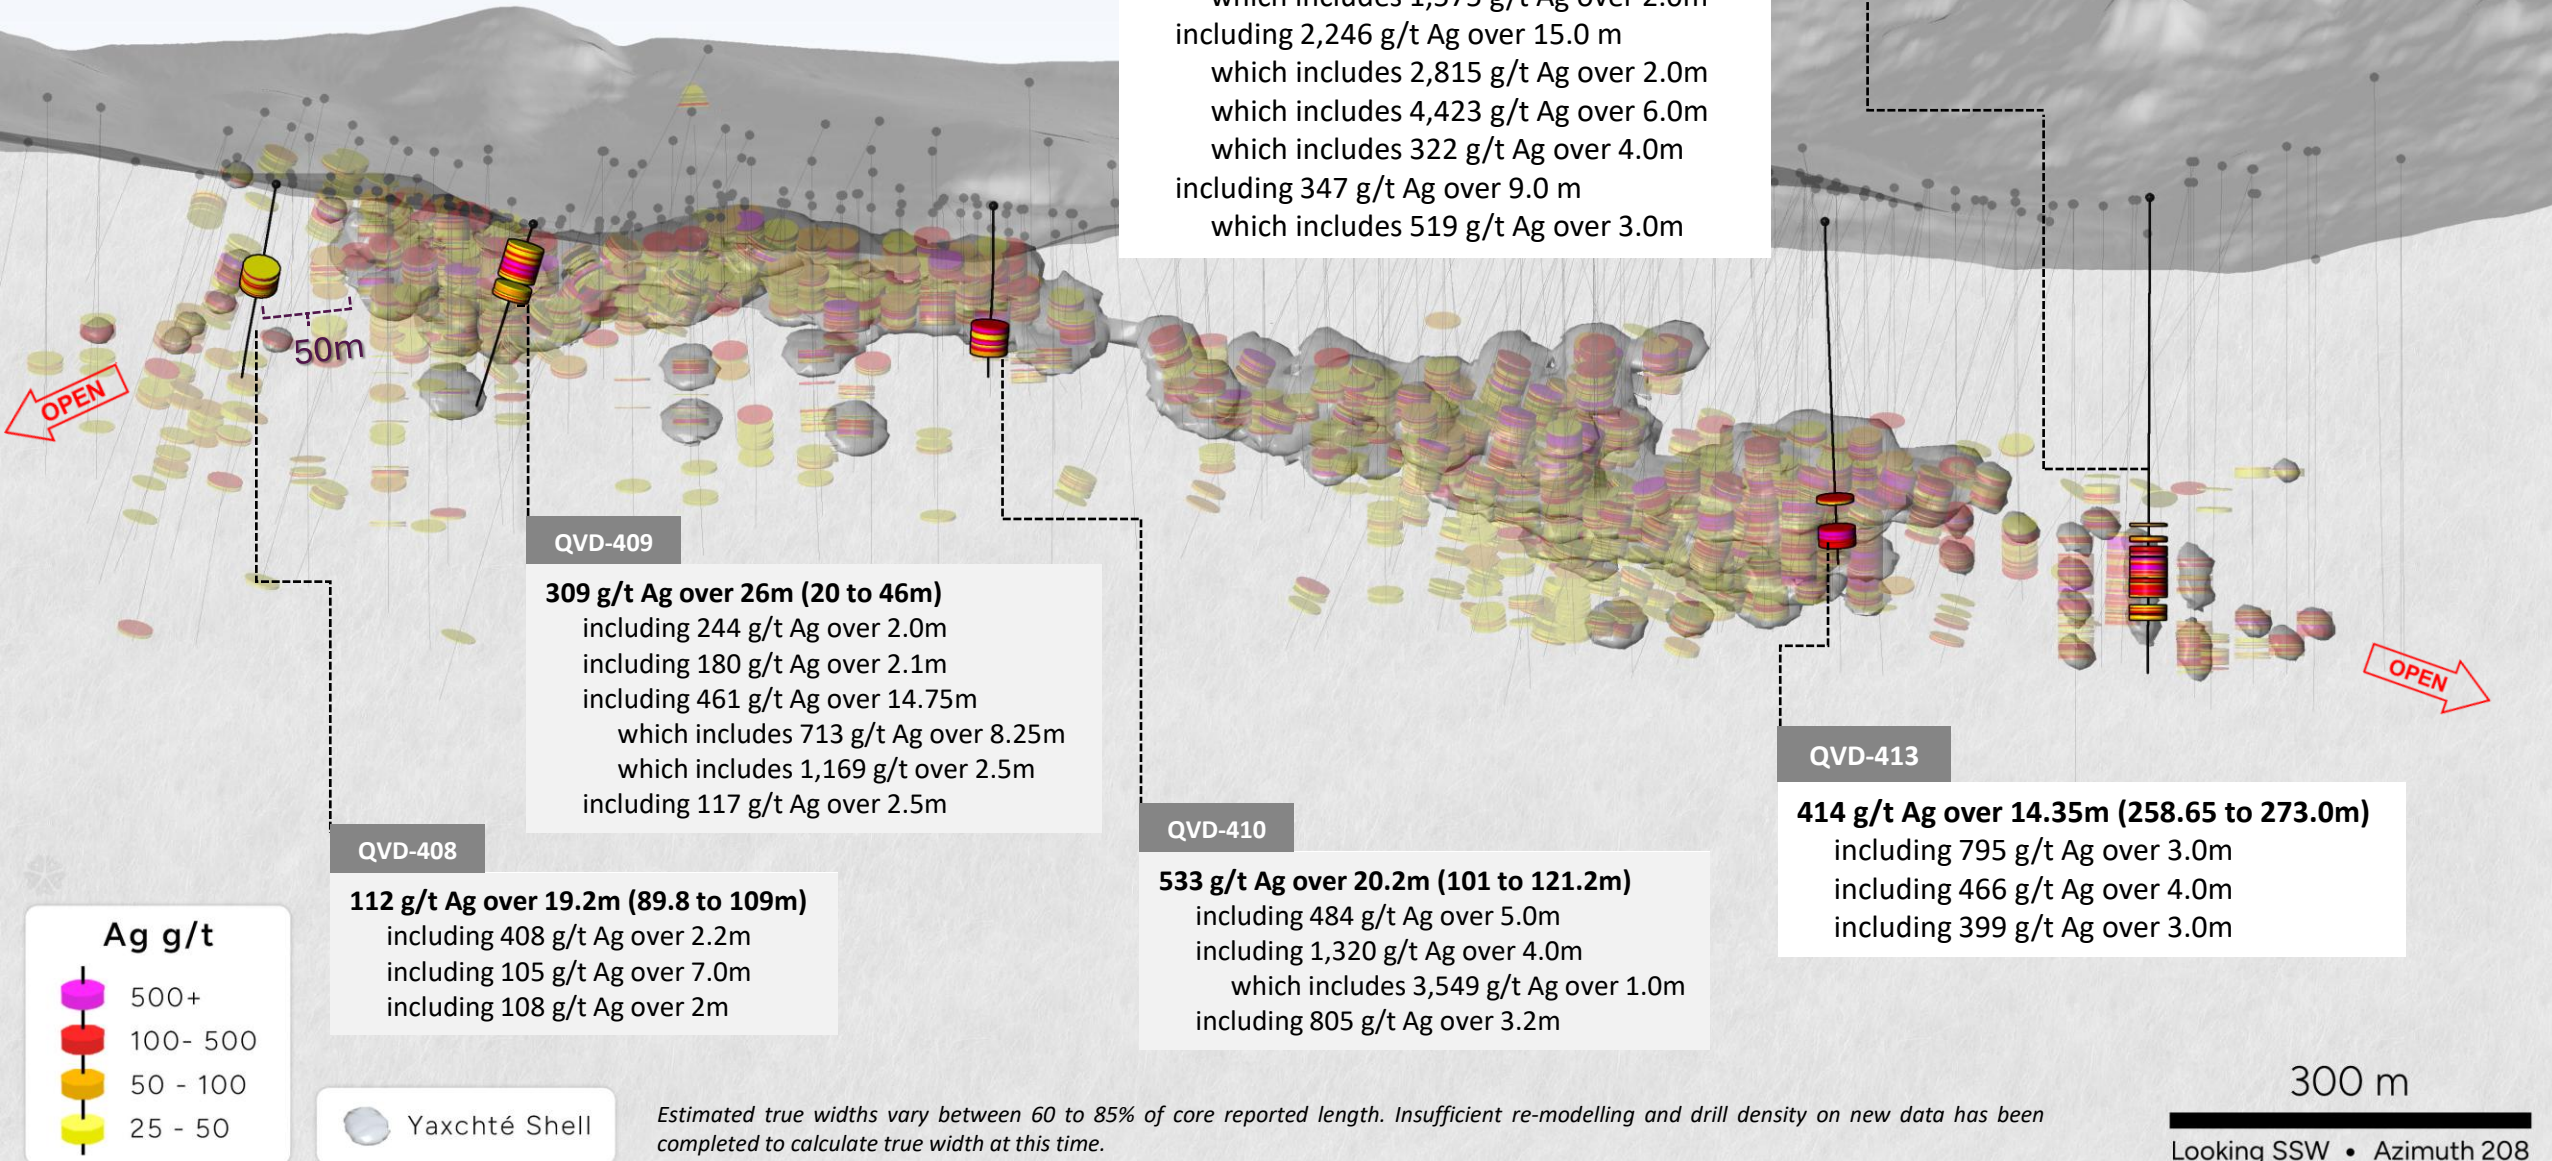 which includes 1,575 g/t Ag over 2.0m
including 2,246 g/t Ag over 15.0 m
which includes 2,815 g/t Ag over 2.0m
which includes 4,423 g/t Ag over 6.0m
which includes 322 g/t Ag over 4.0m
including 347 g/t Ag over 9.0 m
which includes 519 g/t Ag over 3.0m
50m
OPEN
OPEN
QVD-409
309 g/t Ag over 26m (20 to 46m)
including 244 g/t Ag over 2.0m
including 180 g/t Ag over 2.1m
including 461 g/t Ag over 14.75m
which includes 713 g/t Ag over 8.25m
which includes 1,169 g/t over 2.5m
including 117 g/t Ag over 2.5m
QVD-408
112 g/t Ag over 19.2m (89.8 to 109m)
including 408 g/t Ag over 2.2m
including 105 g/t Ag over 7.0m
including 108 g/t Ag over 2m
QVD-410
533 g/t Ag over 20.2m (101 to 121.2m)
including 484 g/t Ag over 5.0m
including 1,320 g/t Ag over 4.0m
which includes 3,549 g/t Ag over 1.0m
including 805 g/t Ag over 3.2m
QVD-413
414 g/t Ag over 14.35m (258.65 to 273.0m)
including 795 g/t Ag over 3.0m
including 466 g/t Ag over 4.0m
including 399 g/t Ag over 3.0m
Ag g/t
500+
100- 500
50 - 100
25 - 50
Yaxchté Shell
Estimated true widths vary between 60 to 85% of core reported length. Insufficient re-modelling and drill density on new data has been
completed to calculate true width at this time.
300 m
Looking SSW • Azimuth 208